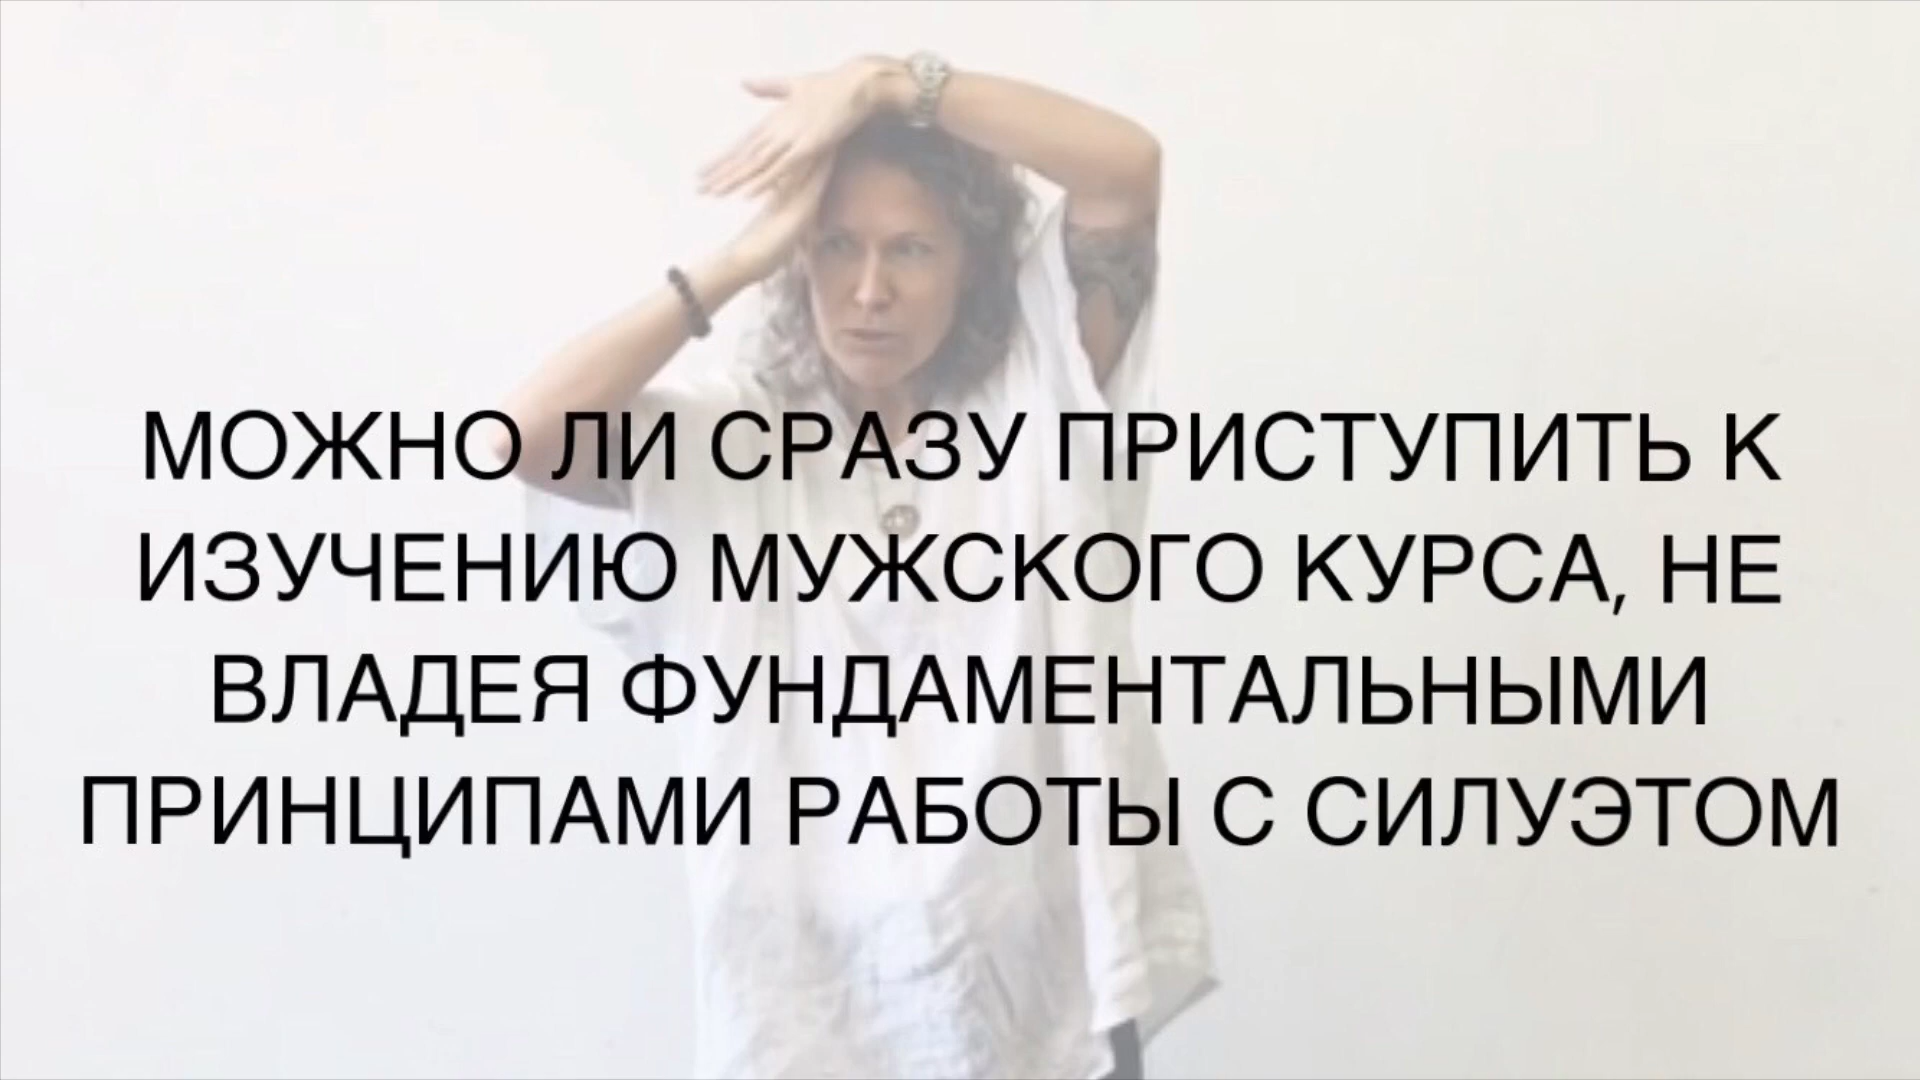 МОЖНО ЛИ СРАЗУ ПРИСТУПИТЬ К
ИЗУЧЕНИЮ МУЖСКОГО КУРСА, НЕ
ВЛАДЕЯ ФУНДАМЕНТАЛЬНЫМИ
ПРИНЦИПАМИ РАБОТЫ С СИЛУЭТОМ